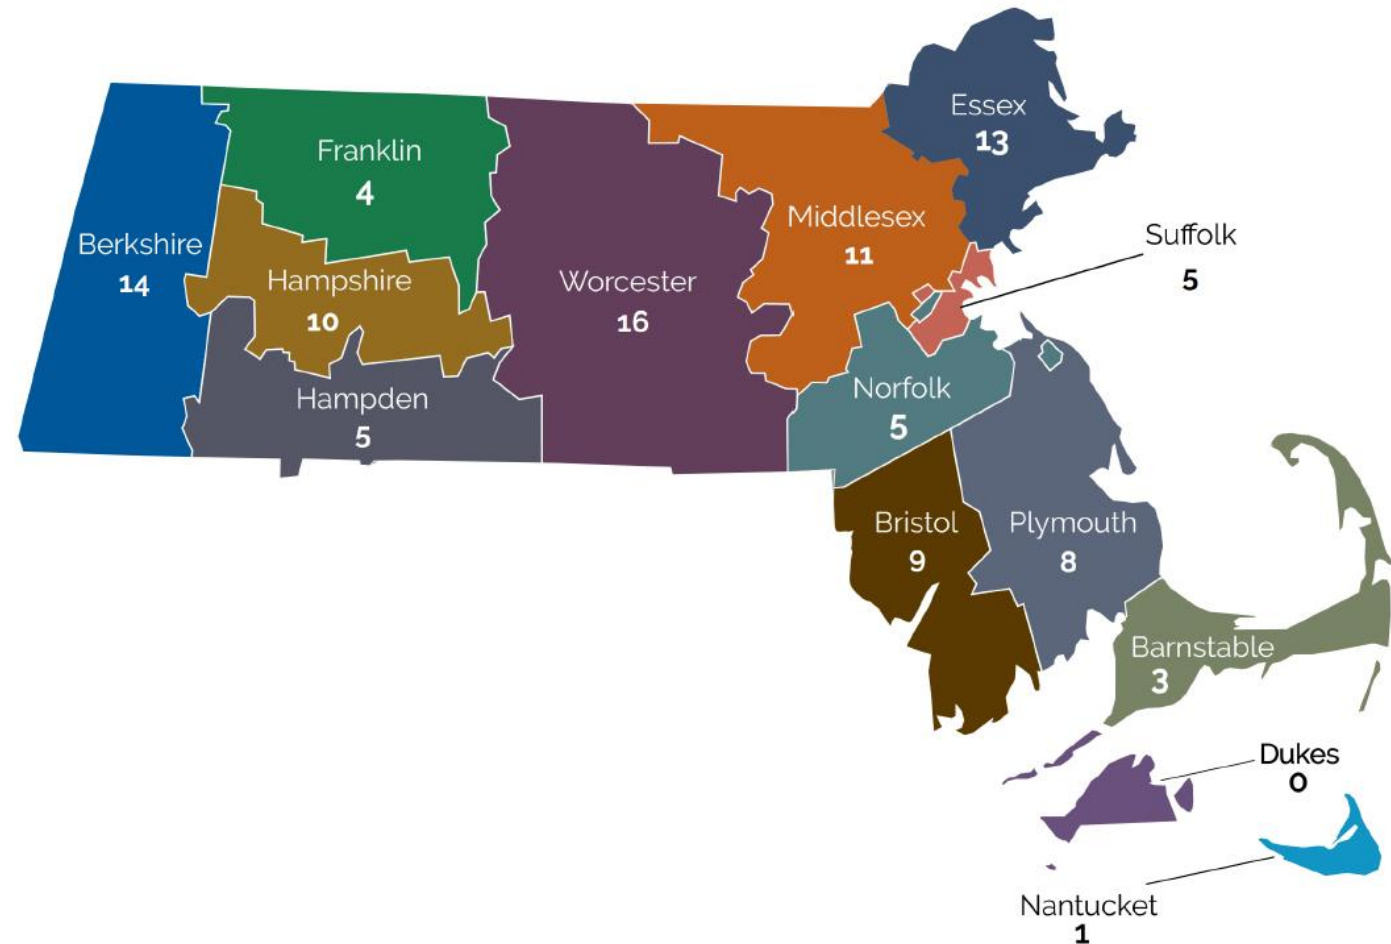 Essex
13
Franklin
4
Middlesex
11
Suffolk
5
Berkshire
14
Hampshire
10
Worcester
16
Norfolk
5
Hampden
5
Bristol
9
Plymouth
8
Barnstable
3
Dukes
0
Nantucket
1